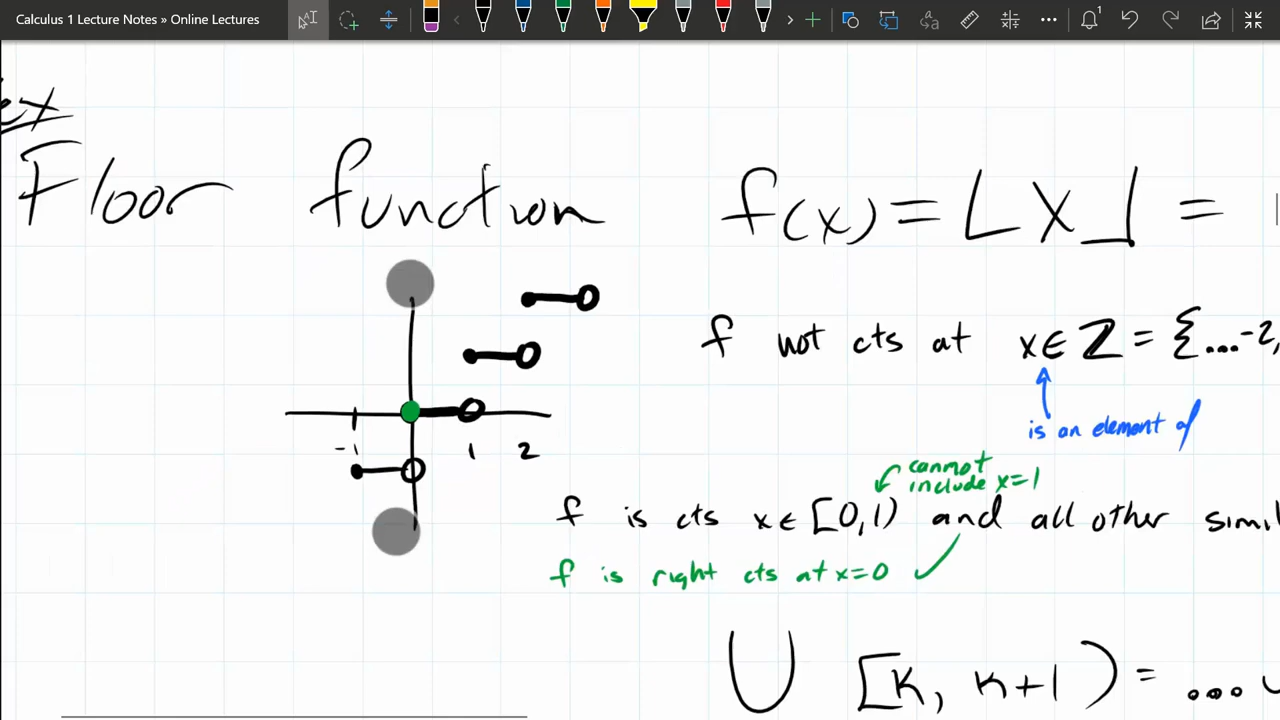 Calculus 1 Lecture Notes » Online Lectures
ex
Floor function f(x) = ⌊x⌋ =
f not cts at x ∈ ℤ = {...-2,
is an element of
-1 1 2
cannot
include x=1
f is cts x ∈ [0,1) and all other simil
f is right cts at x=0 ✓
∪ [k, k+1) = ... ∪